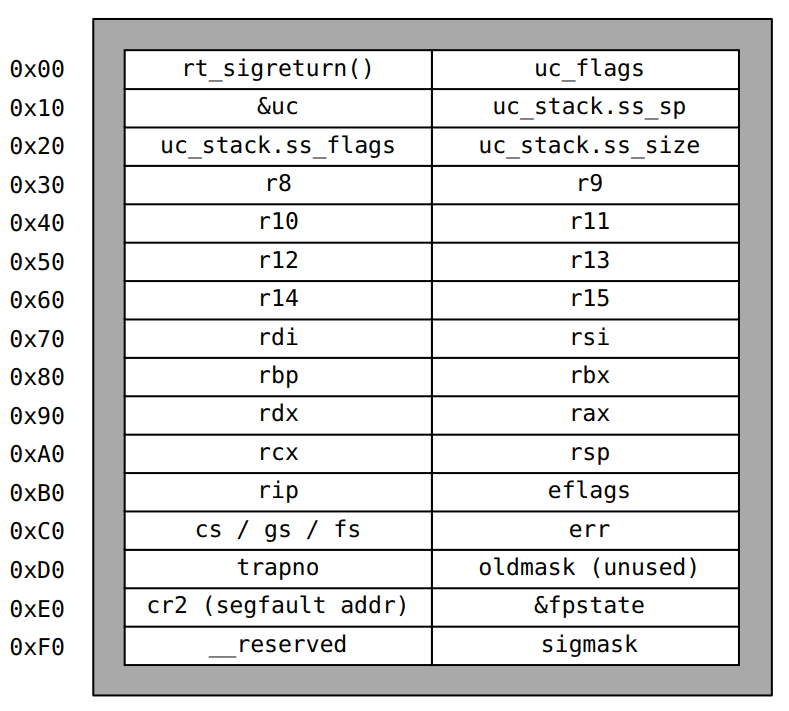 0x00 rt_sigreturn() uc_flags
0x10 &uc uc_stack.ss_sp
0x20 uc_stack.ss_flags uc_stack.ss_size
0x30 r8 r9
0x40 r10 r11
0x50 r12 r13
0x60 r14 r15
0x70 rdi rsi
0x80 rbp rbx
0x90 rdx rax
0xA0 rcx rsp
0xB0 rip eflags
0xC0 cs / gs / fs err
0xD0 trapno oldmask (unused)
0xE0 cr2 (segfault addr) &fpstate
0xF0 __reserved sigmask